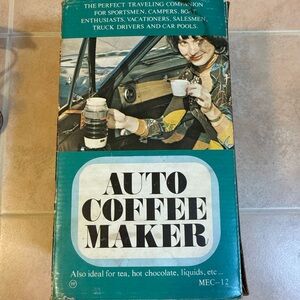 THE PERFECT TRAVELING COMPANION
FOR SPORTSMEN, CAMPERS, BOAT
ENTHUSIASTS, VACATIONERS, SALESMEN,
TRUCK DRIVERS AND CAR POOLS.
AUTO
COFFEE
MAKER
Also ideal for tea, hot chocolate, liquids, etc...
MEC-12